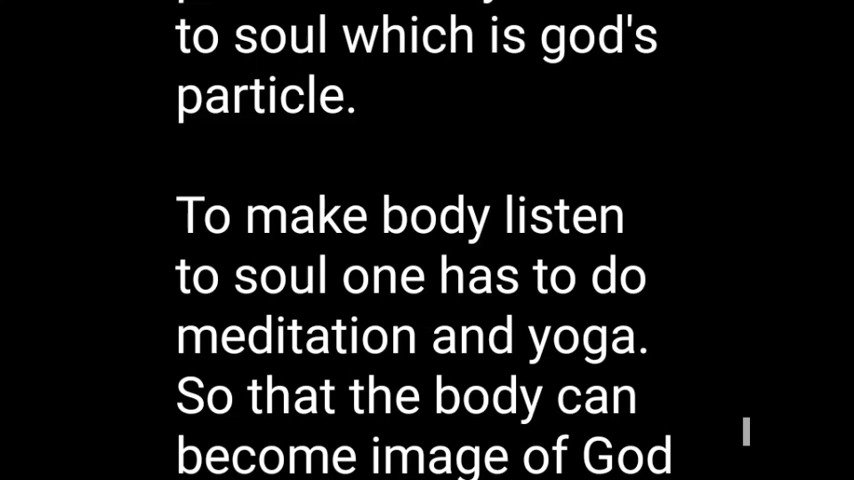 to soul which is god's
particle.
To make body listen
to soul one has to do
meditation and yoga.
So that the body can
become image of God